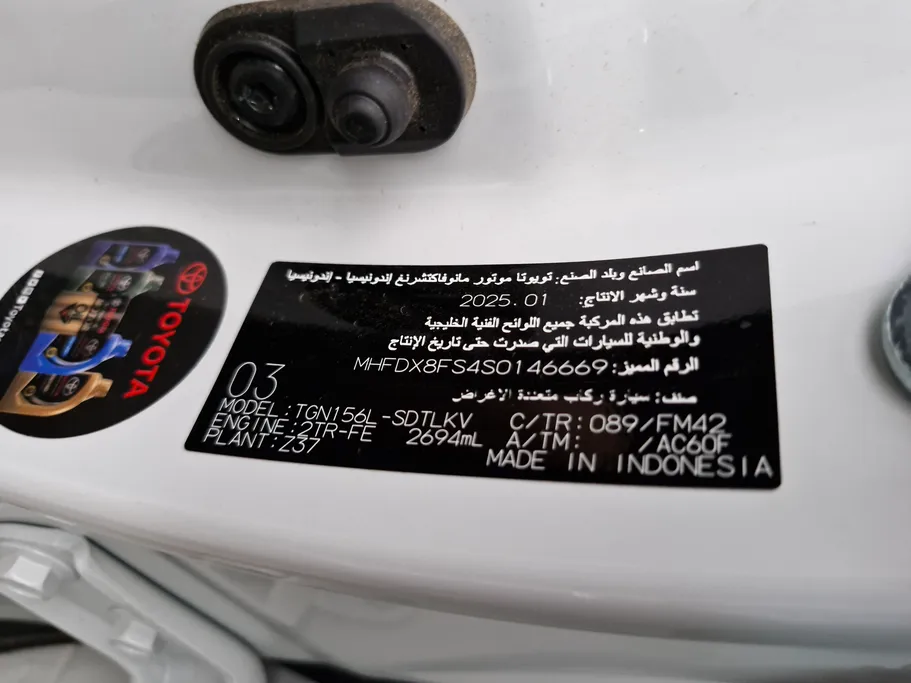 TOYOTA
اسم الصانع وبلد الصنع: تويوتا موتور مانوفاكتشرنغ إندونيسيا - إندونيسيا
سنة وشهر الانتاج: 2025.01
تطابق هذه المركبة جميع اللوائح الفنية الخليجية
والوطنية للسيارات التي صدرت حتى تاريخ الإنتاج
الرقم المميز: MHFDX8FS4S0146669
صنف: سيارة ركاب متعددة الاغراض
03
MODEL:TGN156L-SDTLKV C/TR:089/FM42
ENGINE:2TR-FE 2694mL A/TM: /AC60F
PLANT:Z37
MADE IN INDONESIA